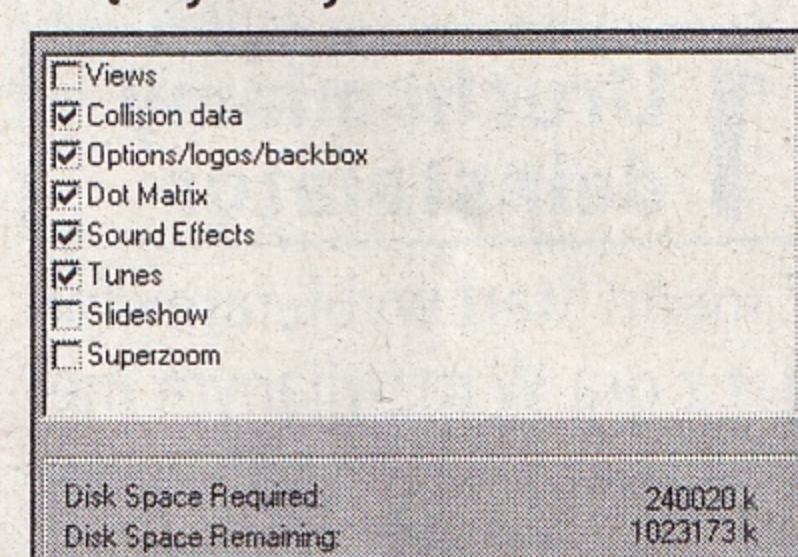 Views
Collision data
Options/logos/backbox
Dot Matrix
Sound Effects
Tunes
Slideshow
Superzoom
Disk Space Required: 240020 k
Disk Space Remaining: 1023173 k